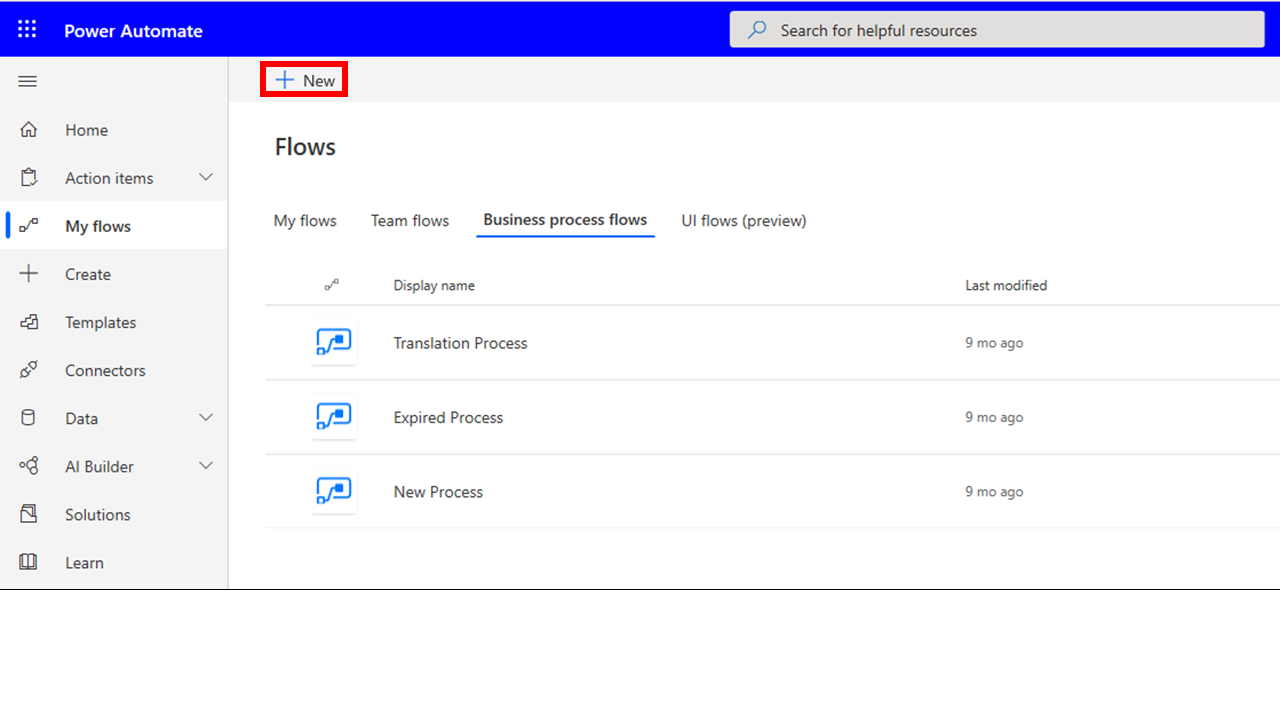 Power Automate
Search for helpful resources
New
Home
Action items
My flows
Create
Templates
Connectors
Data
AI Builder
Solutions
Learn
Flows
My flows Team flows Business process flows UI flows (preview)
Display name Last modified
Translation Process 9 mo ago
Expired Process 9 mo ago
New Process 9 mo ago